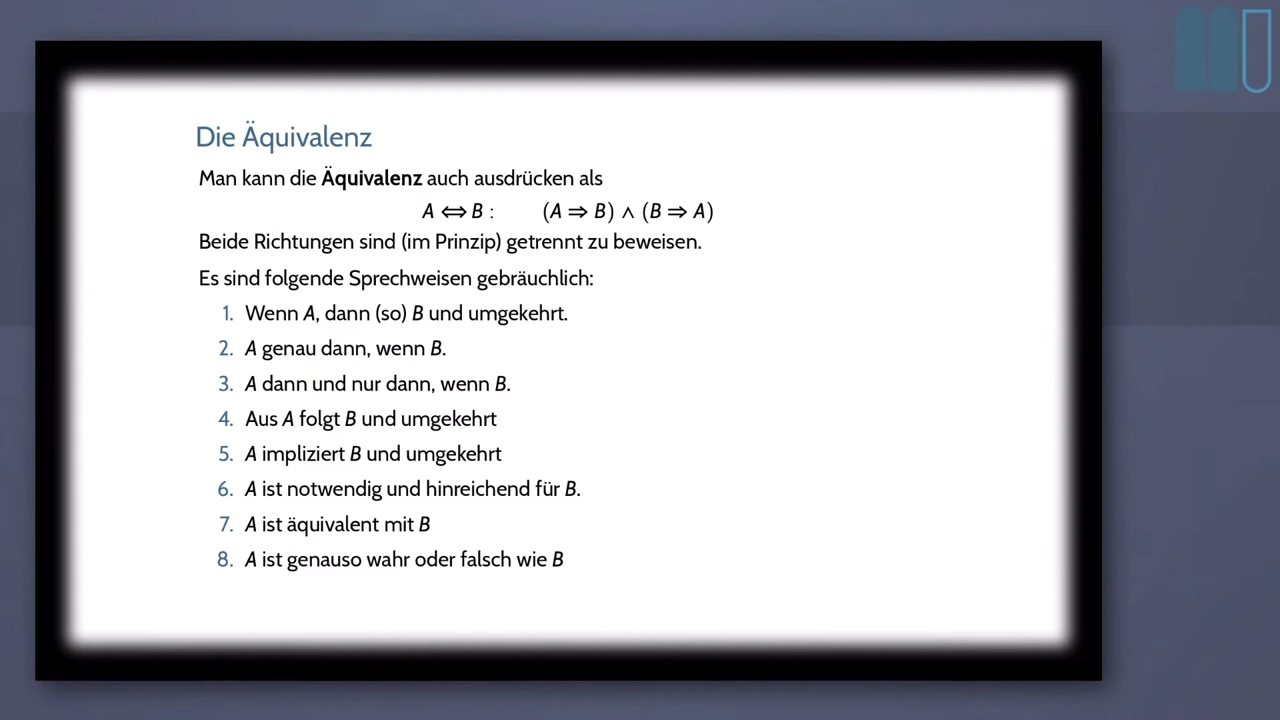 Die Äquivalenz
Man kann die Äquivalenz auch ausdrücken als
A ⇔ B : (A ⇒ B) ∧ (B ⇒ A)
Beide Richtungen sind (im Prinzip) getrennt zu beweisen.
Es sind folgende Sprechweisen gebräuchlich:
1. Wenn A, dann (so) B und umgekehrt.
2. A genau dann, wenn B.
3. A dann und nur dann, wenn B.
4. Aus A folgt B und umgekehrt
5. A impliziert B und umgekehrt
6. A ist notwendig und hinreichend für B.
7. A ist äquivalent mit B
8. A ist genauso wahr oder falsch wie B